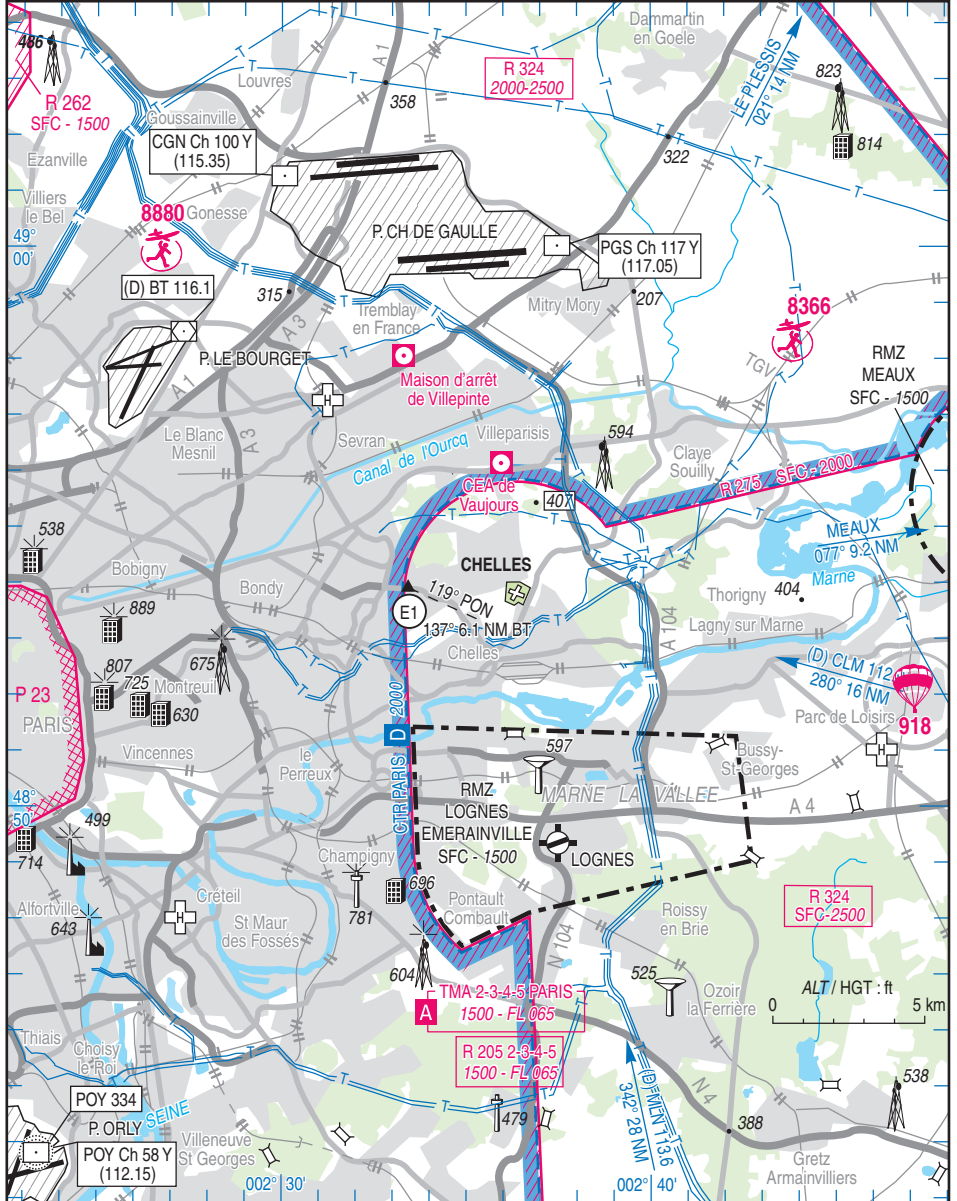 Dammartin
en Goele
486
R 262
SFC - 1500
Louvres
A 1
358
R 324
2000-2500
LE PLESSIS
021° 14 NM
823
814
Goussainville
CGN Ch 100 Y
(115.35)
322
Ezanville
Villiers
le Bel
8880
Gonesse
P. CH DE GAULLE
PGS Ch 117 Y
(117.05)
49°
00'
(D) BT 116.1
315
A 3
Tremblay
en France
Mitry Mory
207
8366
TGV
RMZ
MEAUX
SFC - 1500
P. LE BOURGET
A 1
Maison d'arrêt
de Villepinte
Le Blanc
Mesnil
A 3
Sevran
Villeparisis
Canal de l'Ourcq
594
Claye
Souilly
R 275 SFC - 2000
CEA de
Vaujours
407
538
MEAUX
077° 9.2 NM
Marne
Bobigny
Bondy
CHELLES
119° PON
E1
137° 6.1 NM BT
Chelles
Thorigny
404
Lagny sur Marne
A 104
889
675
807
725
630
Montreuil
P 23
PARIS
(D) CLM 112
280° 16 NM
Parc de Loisirs
918
Vincennes
le
Perreux
CTR PARIS D 2000
597
Bussy-
St-Georges
MARNE LA VALLEE
A 4
48°
50'
499
714
RMZ
LOGNES
EMERAINVILLE
SFC - 1500
LOGNES
Champigny
781
696
Pontault
Combault
R 324
SFC-2500
Alfortville
643
Créteil
St Maur
des Fossés
604
Roissy
en Brie
N 104
525
Ozoir
la Ferrière
ALT / HGT : ft
0
5 km
A
TMA 2-3-4-5 PARIS
1500 - FL 065
R 205 2-3-4-5
1500 - FL 065
Thiais
Choisy
le Roi
POY 334
P. ORLY
POY Ch 58 Y
(112.15)
SEINE
Villeneuve
St Georges
479
(D) MLN 113.6
342° 28 NM
N 4
388
538
Gretz
Armainvilliers
002° 30'
002° 40'